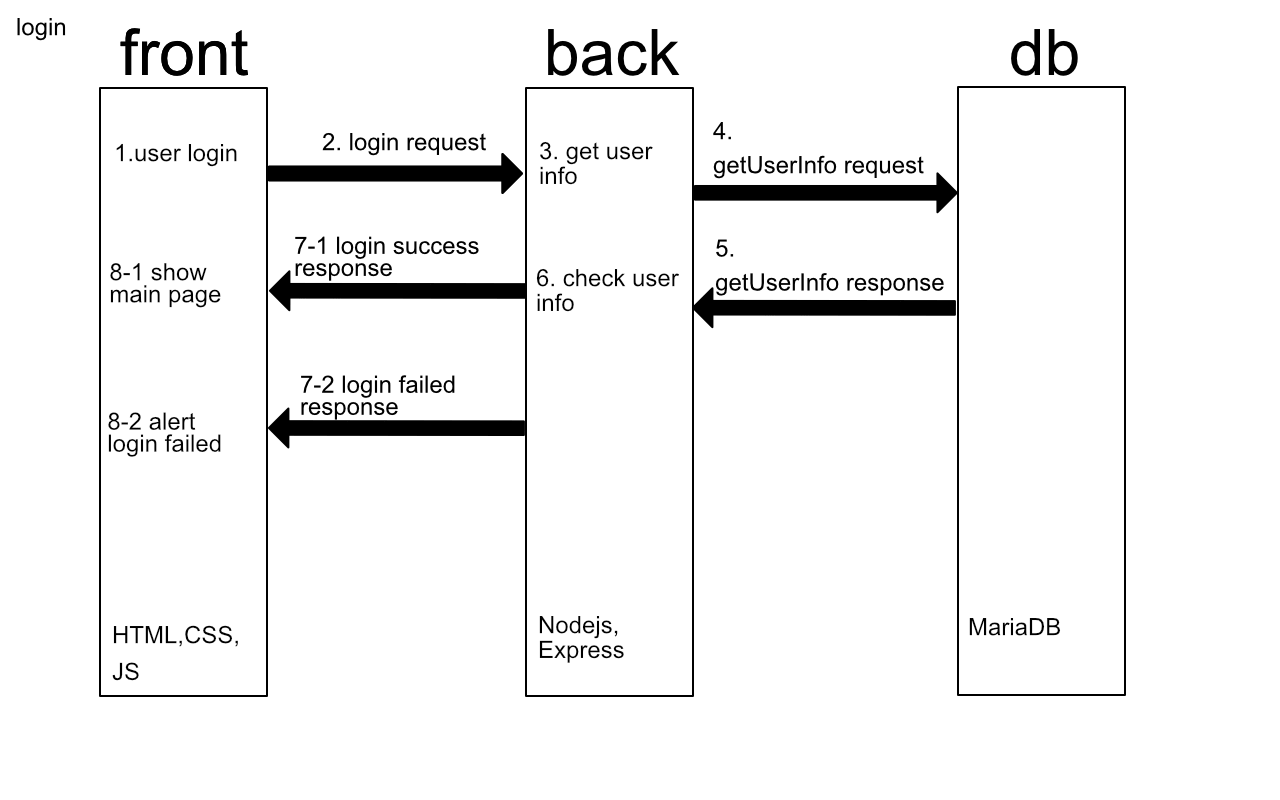 login
front
back
db
1.user login
2. login request
3. get user
info
4.
getUserInfo request
5.
getUserInfo response
6. check user
info
7-1 login success
response
8-1 show
main page
7-2 login failed
response
8-2 alert
login failed
HTML,CSS,
JS
Nodejs,
Express
MariaDB